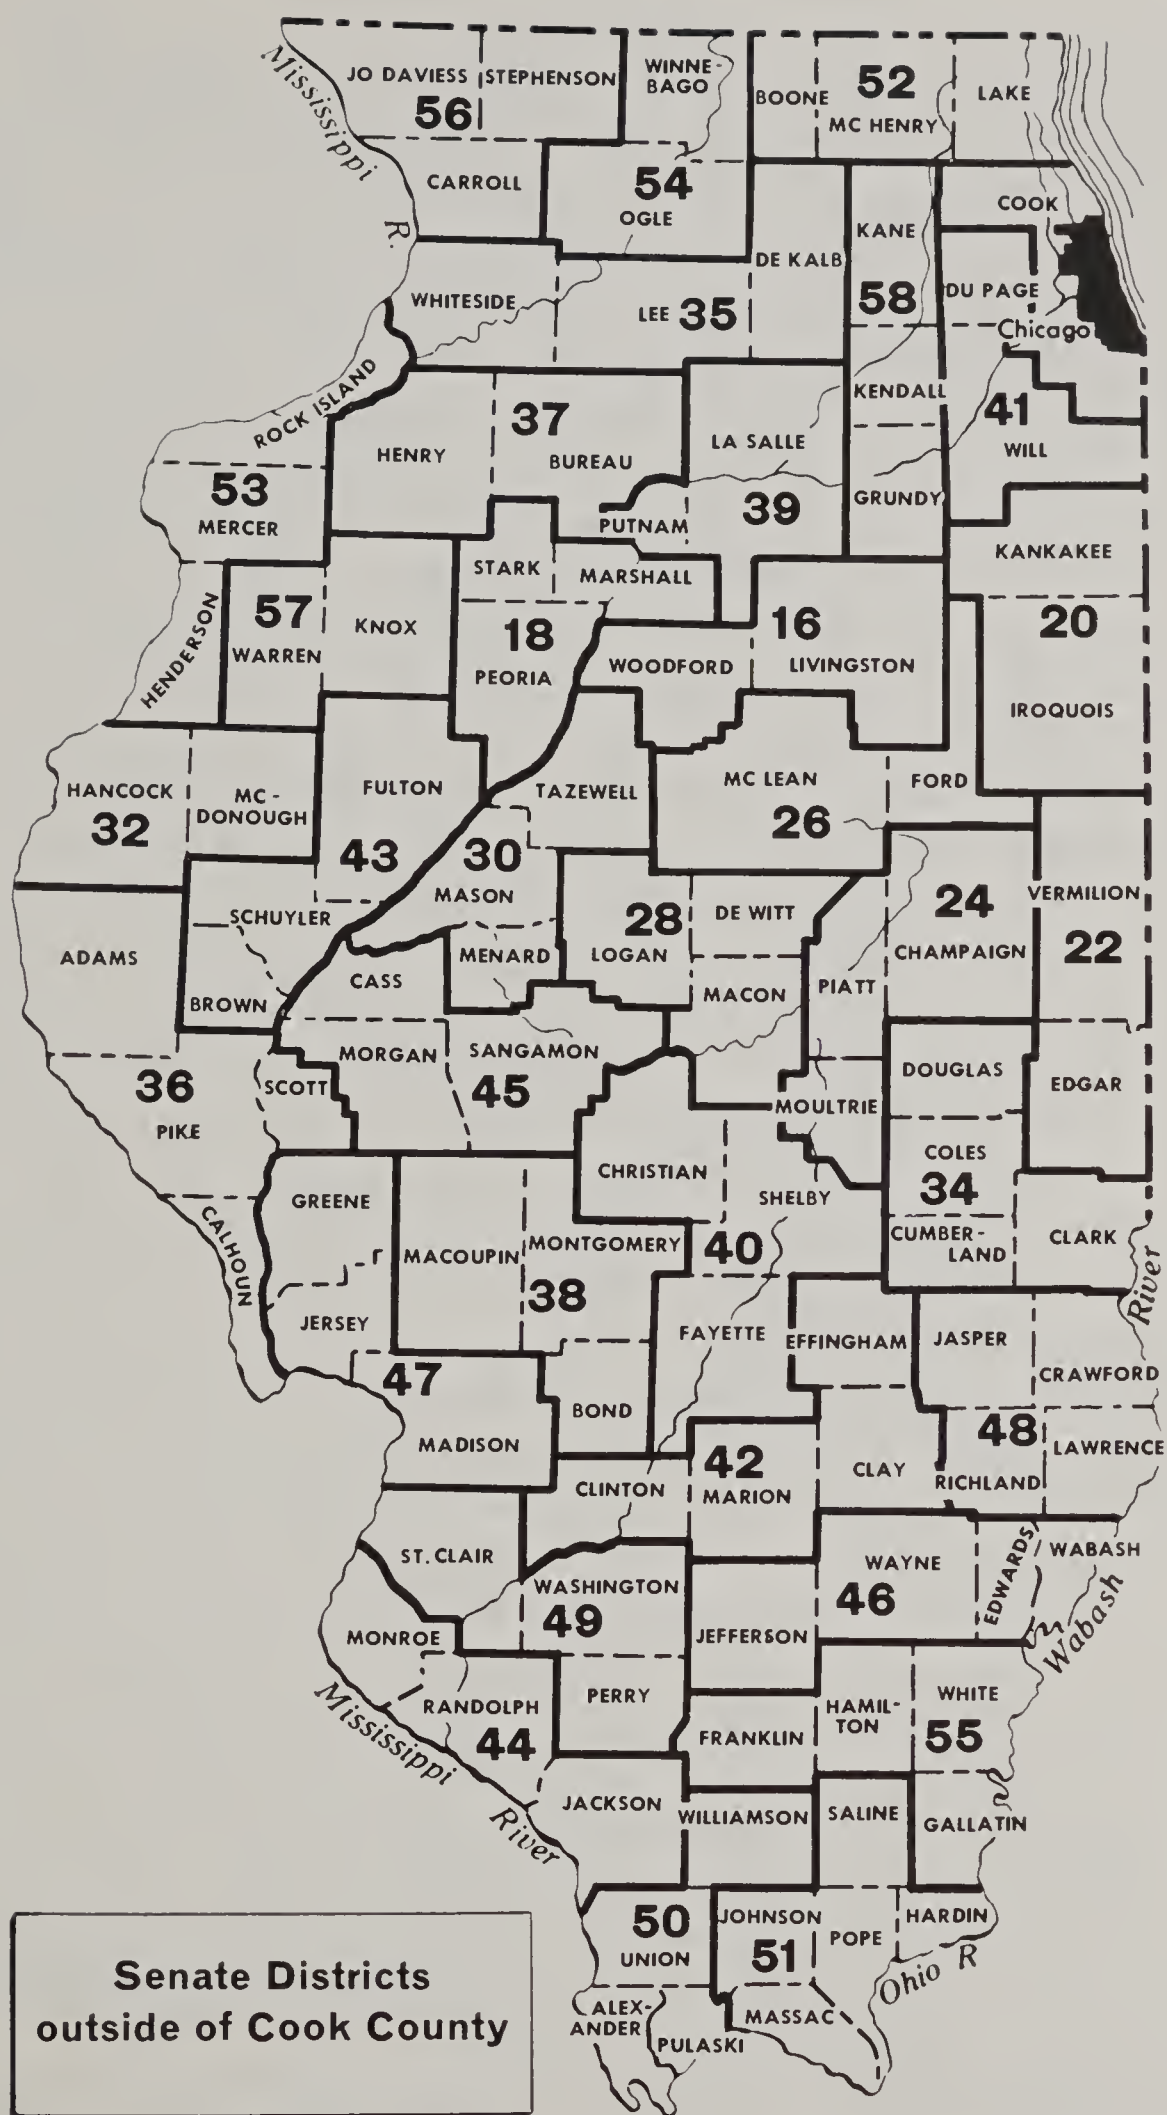 Mississippi
R.
JO DAVIESS
56
STEPHENSON
WINNE-
BAGO
BOONE
52
MC HENRY
LAKE
CARROLL
54
OGLE
DE KALB
KANE
58
COOK
DU PAGE
Chicago
WHITESIDE
LEE 35
ROCK ISLAND
HENRY
37
BUREAU
LA SALLE
39
KENDALL
41
WILL
GRUNDY
53
MERCER
PUTNAM
KANKAKEE
STARK
MARSHALL
HENDERSON
57
WARREN
KNOX
18
PEORIA
WOODFORD
16
LIVINGSTON
20
IROQUOIS
HANCOCK
32
MC-
DONOUGH
FULTON
43
TAZEWELL
30
MASON
MC LEAN
26
FORD
VERMILION
22
ADAMS
SCHUYLER
BROWN
CASS
MENARD
28
LOGAN
DE WITT
MACON
PIATT
24
CHAMPAIGN
36
PIKE
SCOTT
MORGAN
SANGAMON
45
MOULTRIE
DOUGLAS
EDGAR
CHRISTIAN
SHELBY
40
COLES
34
CUMBER-
LAND
CLARK
River
CALHOUN
GREENE
JERSEY
MACOUPIN
MONTGOMERY
38
FAYETTE
EFFINGHAM
JASPER
CRAWFORD
47
MADISON
BOND
CLINTON
42
MARION
CLAY
48
RICHLAND
LAWRENCE
ST. CLAIR
WASHINGTON
49
WAYNE
46
EDWARDS
WABASH
Wabash
MONROE
JEFFERSON
RANDOLPH
44
PERRY
FRANKLIN
HAMIL-
TON
WHITE
55
Mississippi
River
JACKSON
WILLIAMSON
SALINE
GALLATIN
50
UNION
JOHNSON
51
POPE
HARDIN
Ohio R
ALEX-
ANDER
PULASKI
MASSAC
Senate Districts
outside of Cook County